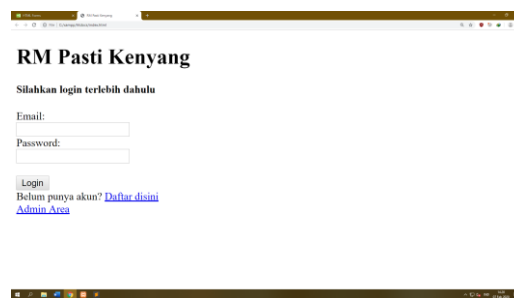 RM Pasti Kenyang
Silahkan login terlebih dahulu
Email:
Password:
Login
Belum punya akun? Daftar disini
Admin Area